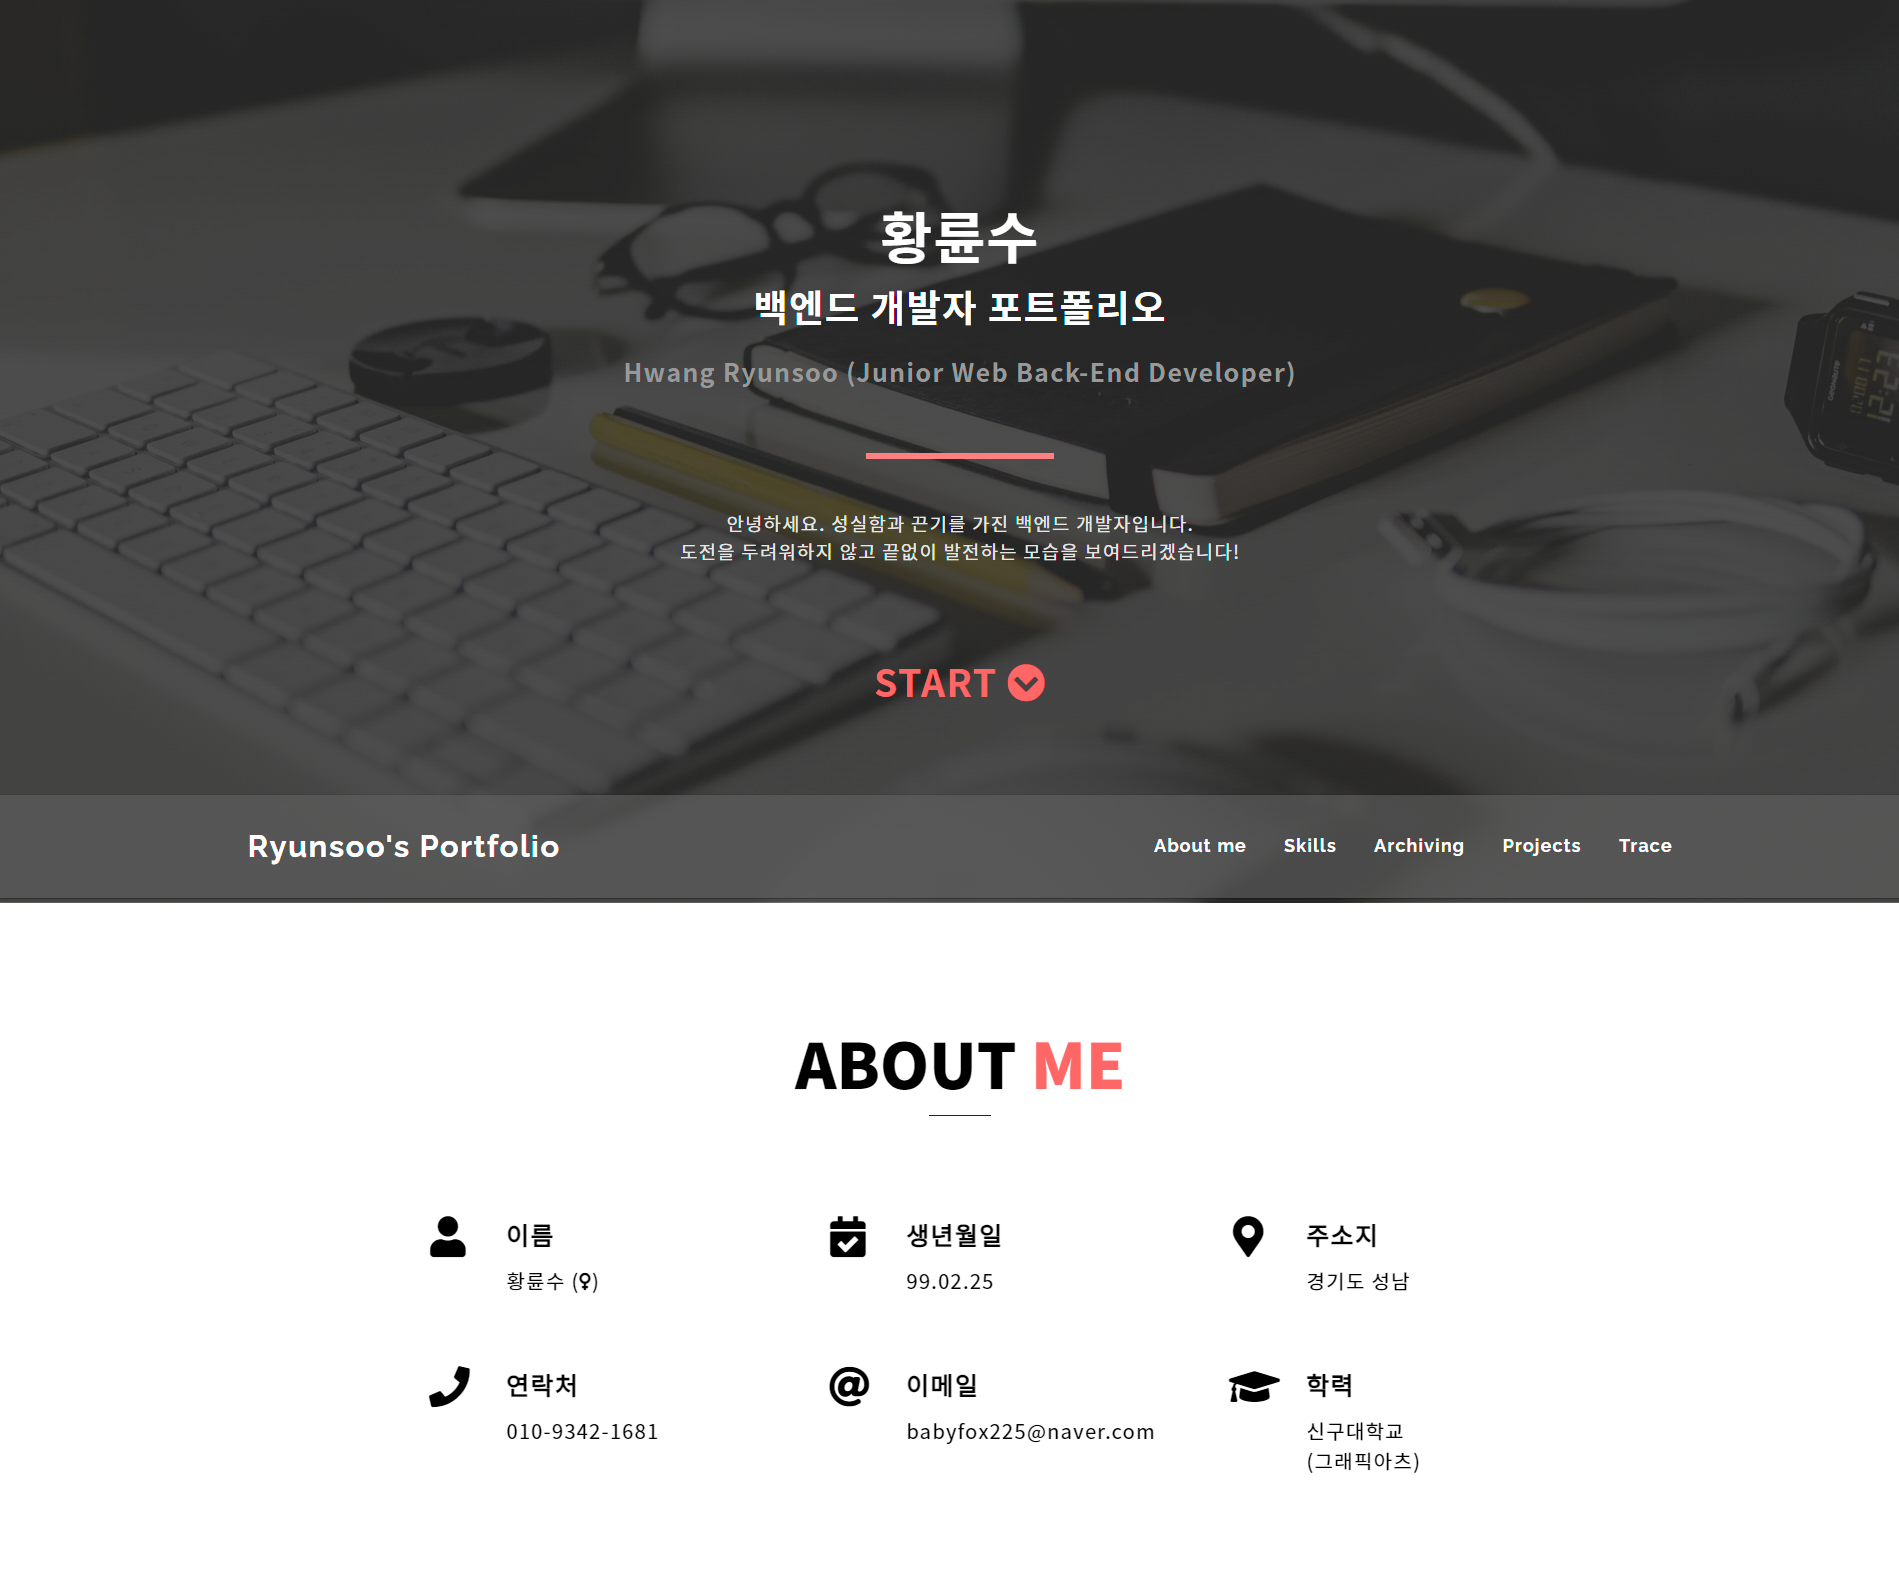 황륜수
백엔드 개발자 포트폴리오
Hwang Ryunsoo (Junior Web Back-End Developer)
안녕하세요. 성실함과 끈기를 가진 백엔드 개발자입니다.
도전을 두려워하지 않고 끝없이 발전하는 모습을 보여드리겠습니다!
START
Ryunsoo's Portfolio
About me Skills Archiving Projects Trace
ABOUT ME
이름
황륜수 (♀)
생년월일
99.02.25
주소지
경기도 성남
연락처
010-9342-1681
이메일
babyfox225@naver.com
학력
신구대학교
(그래픽아츠)